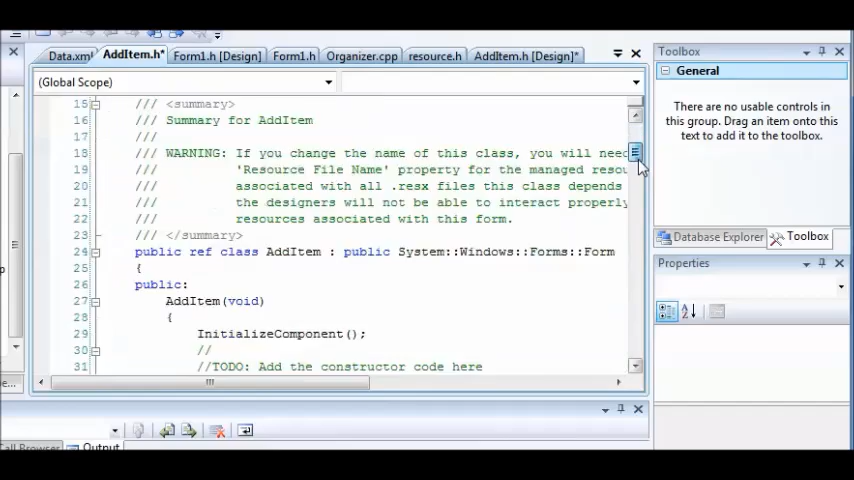 Data.xml AddItem.h* Form1.h [Design] Form1.h Organizer.cpp resource.h AddItem.h [Design]*
(Global Scope)
15 /// <summary>
16 /// Summary for AddItem
17 ///
18 /// WARNING: If you change the name of this class, you will need
19 /// 'Resource File Name' property for the managed resou
20 /// associated with all .resx files this class depends
21 /// the designers will not be able to interact properly
22 /// resources associated with this form.
23 /// </summary>
24 public ref class AddItem : public System::Windows::Forms::Form
25 {
26 public:
27 AddItem(void)
28 {
29 InitializeComponent();
30 //
31 //TODO: Add the constructor code here
Toolbox
General
There are no usable controls in
this group. Drag an item onto this
text to add it to the toolbox.
Database Explorer Toolbox
Properties
Call Browser Output